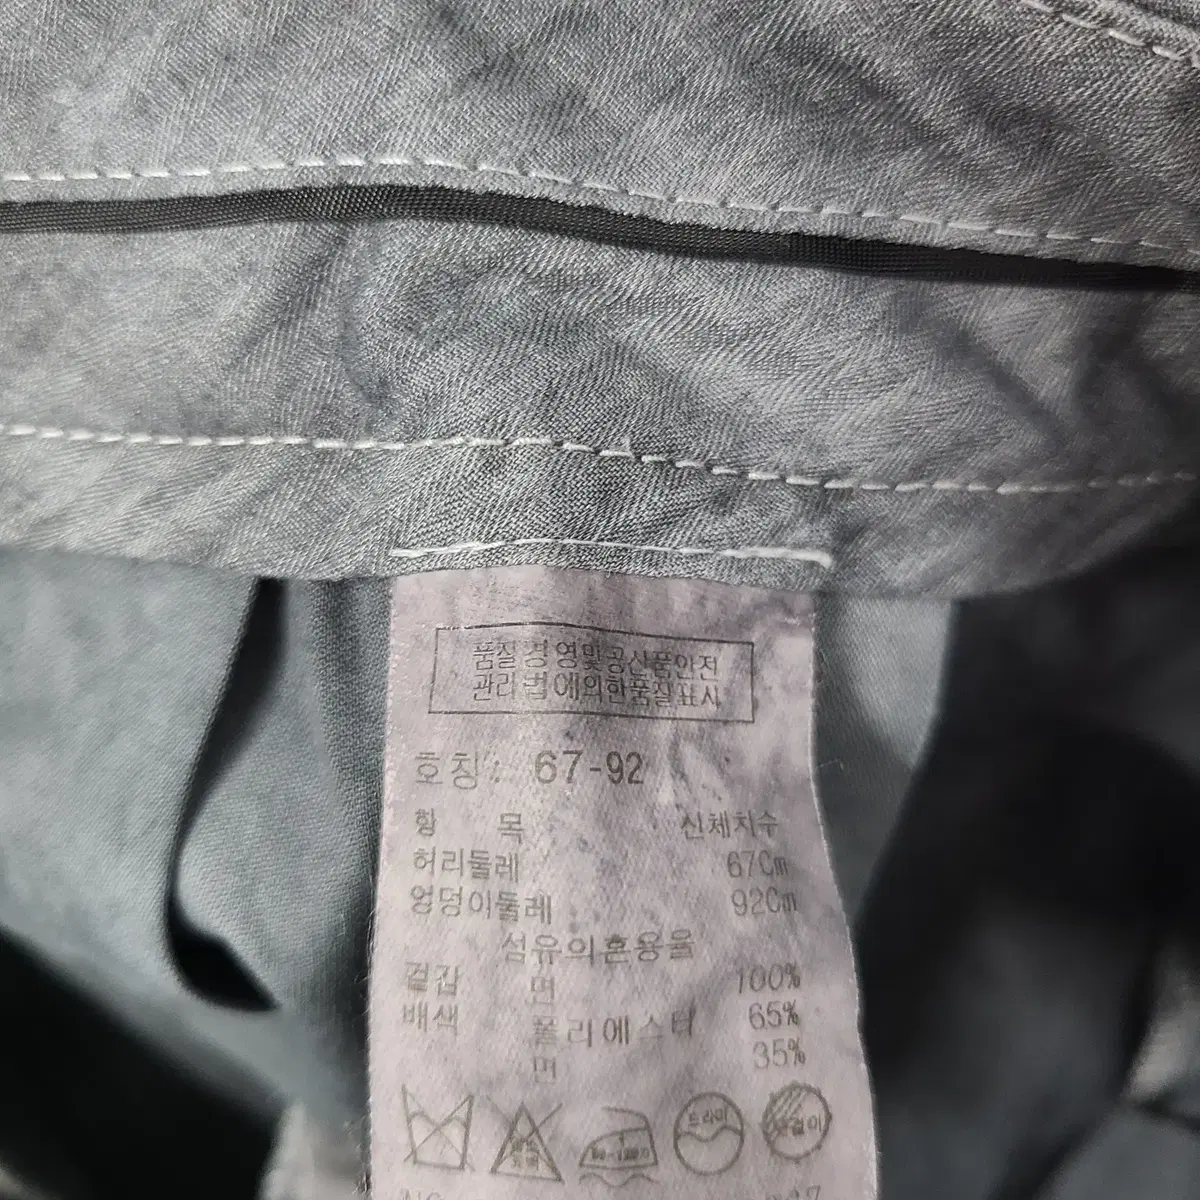 품질경영및공산품안전
관리법에의한품질표시
호칭: 67-92
항 목 신체치수
허리둘레 67Cm
엉덩이둘레 92Cm
섬유의혼용율
겉감 면 100%
배색 폴리에스터 65%
면 35%
드라이